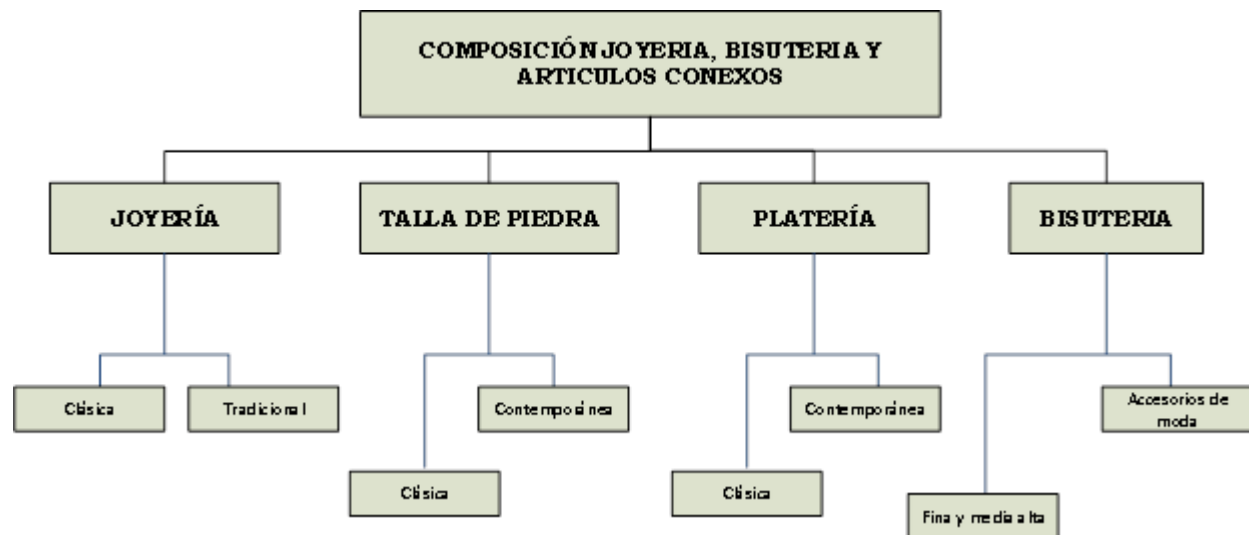 COMPOSICIÓN JOYERIA, BISUTERIA Y
ARTICULOS CONEXOS
JOYERÍA
TALLA DE PIEDRA
PLATERÍA
BISUTERIA
Clásica
Tradicional
Contemporánea
Clásica
Contemporánea
Clásica
Accesorios de
moda
Fina y media alta